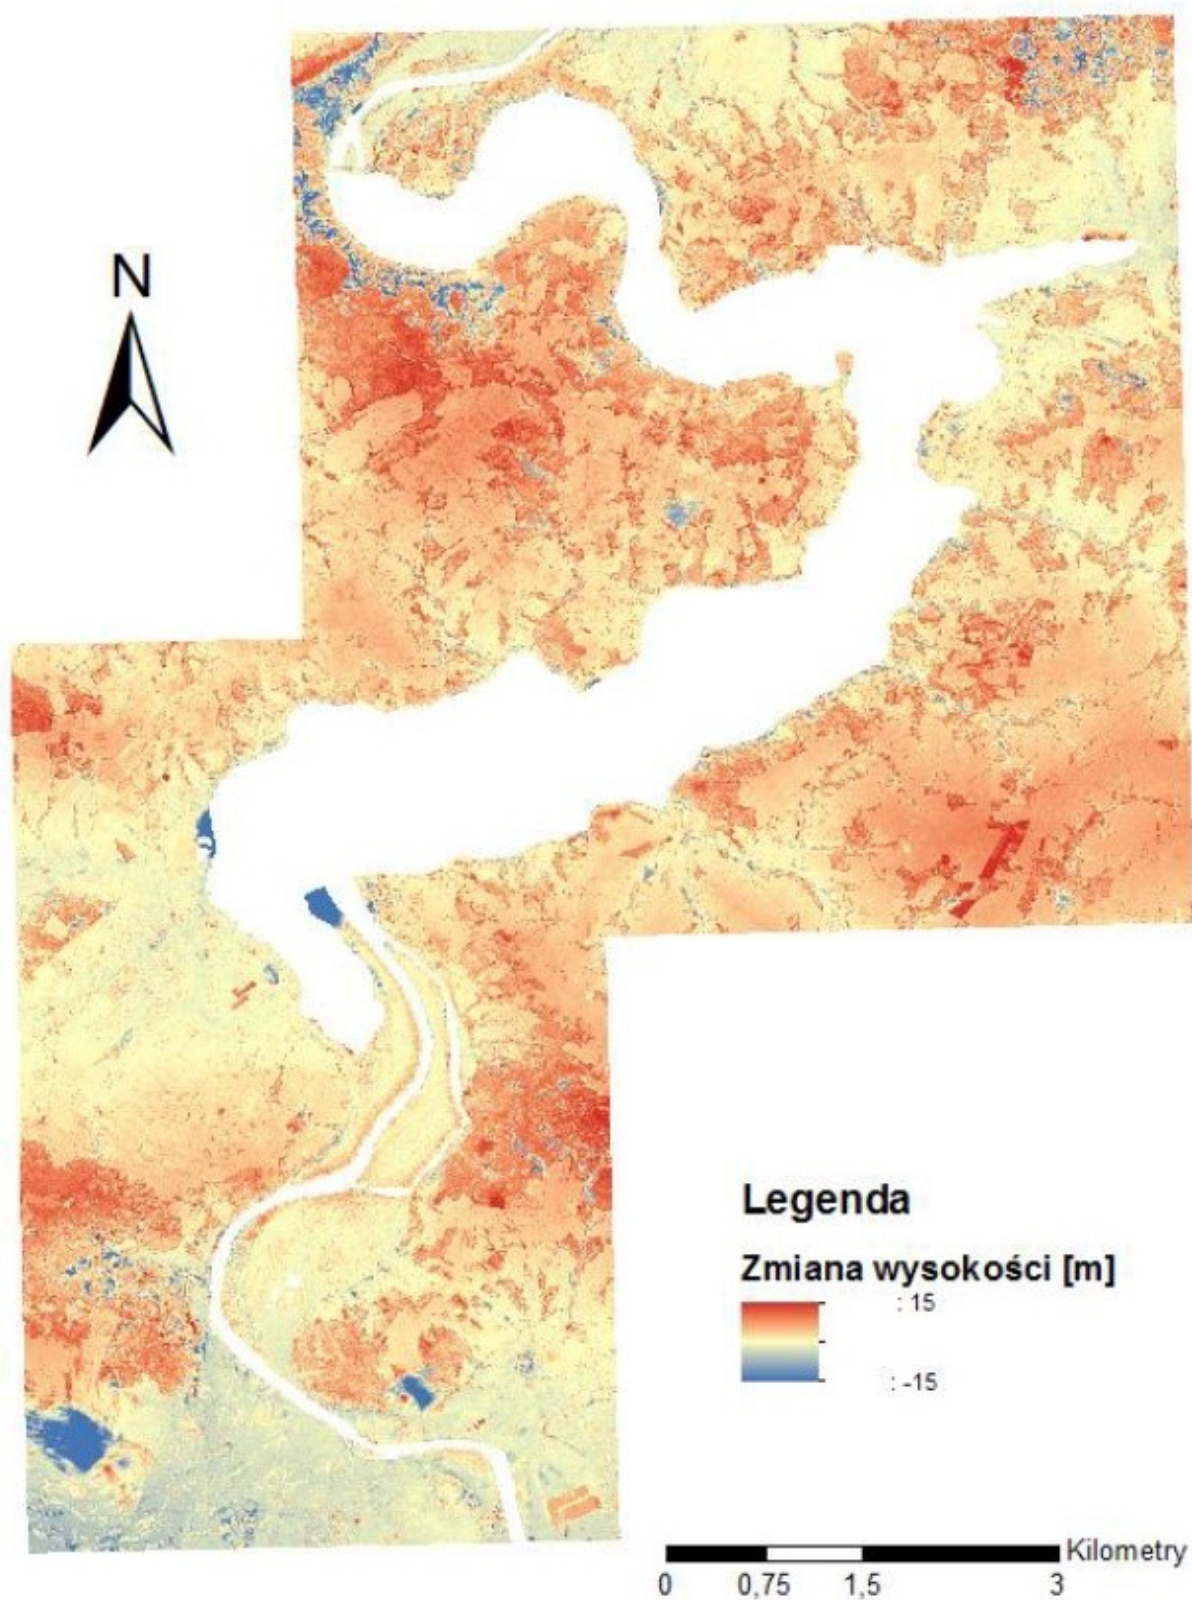 N
Legenda
Zmiana wysokości [m]
: 15
: -15
Kilometry
0 0,75 1,5 3